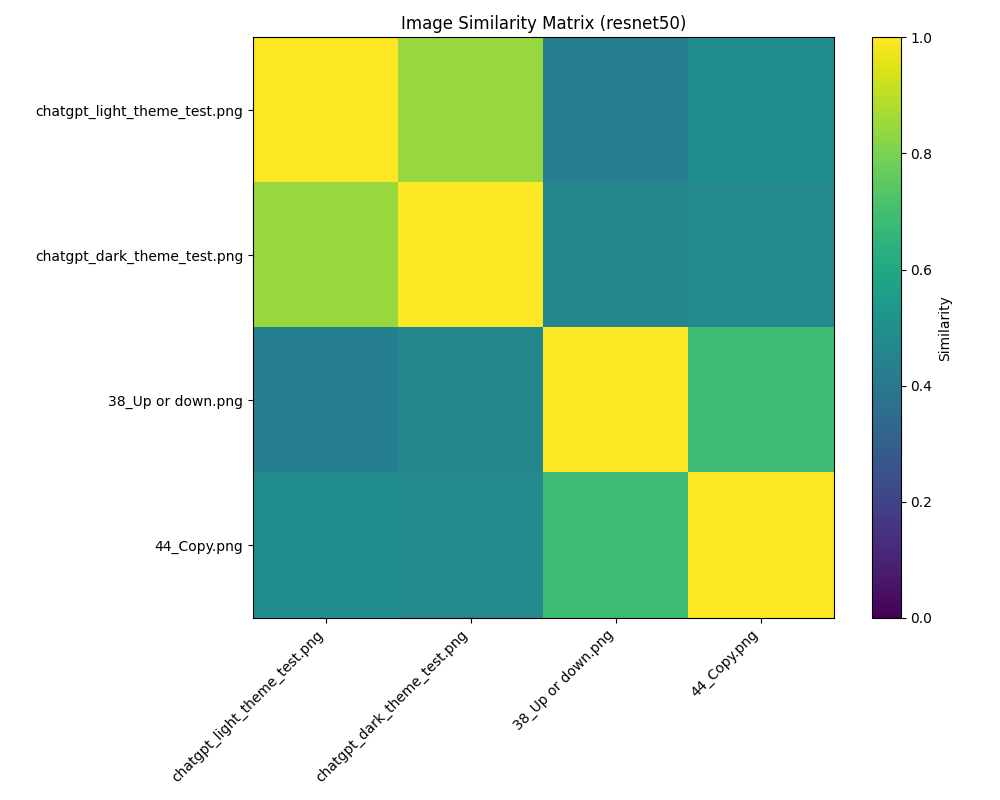 Image Similarity Matrix (resnet50)
chatgpt_light_theme_test.png
chatgpt_dark_theme_test.png
38_Up or down.png
44_Copy.png
chatgpt_light_theme_test.png
chatgpt_dark_theme_test.png
38_Up or down.png
44_Copy.png
1.0
0.8
0.6
0.4
0.2
0.0
Similarity